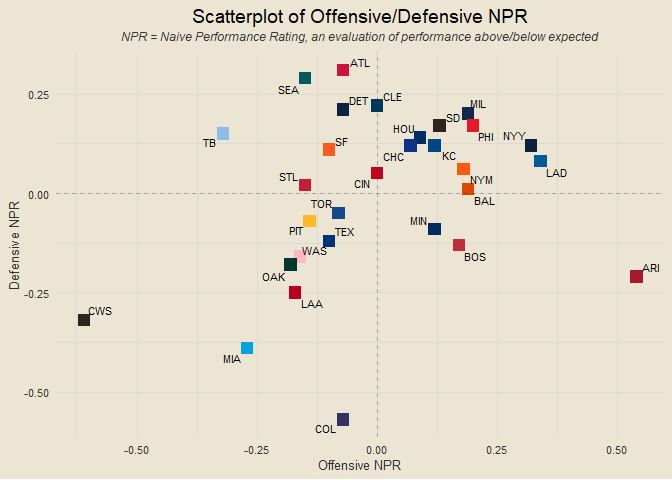 Scatterplot of Offensive/Defensive NPR
NPR = Naive Performance Rating, an evaluation of performance above/below expected
ATL
SEA
DET
CLE
0.25
MIL
SD
HOU
PHI
NYY
TB
SF
CHC
KC
LAD
STL
CIN
NYM
0.00
BAL
TOR
PIT
TEX
MIN
WAS
BOS
OAK
ARI
-0.25
LAA
CWS
MIA
-0.50
COL
Defensive NPR
-0.50
-0.25
0.00
0.25
0.50
Offensive NPR